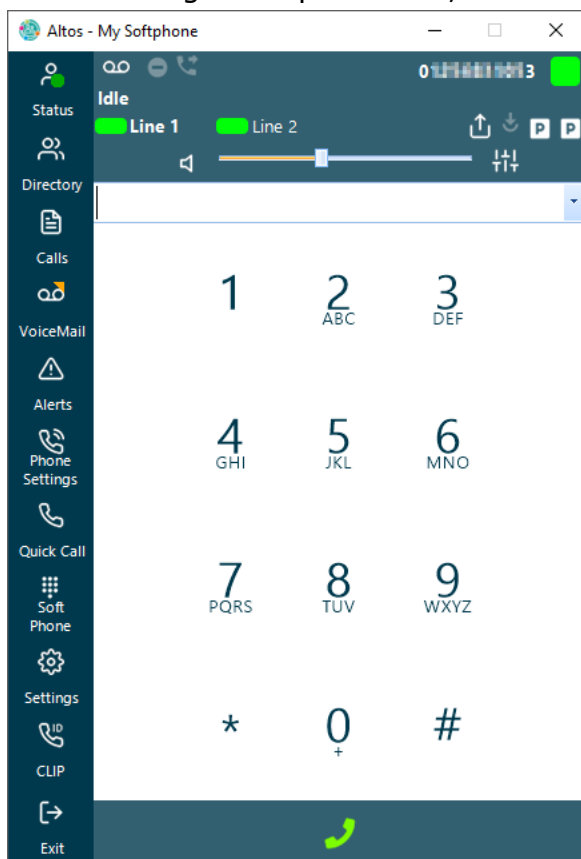 Altos - My Softphone
Status
Idle
Line 1 Line 2
P P
Directory
Calls
VoiceMail
Alerts
Phone
Settings
Quick Call
Soft
Phone
Settings
ID
CLIP
Exit
1 2 3
ABC DEF
4 5 6
GHI JKL MNO
7 8 9
PQRS TUV WXYZ
* 0 #
+